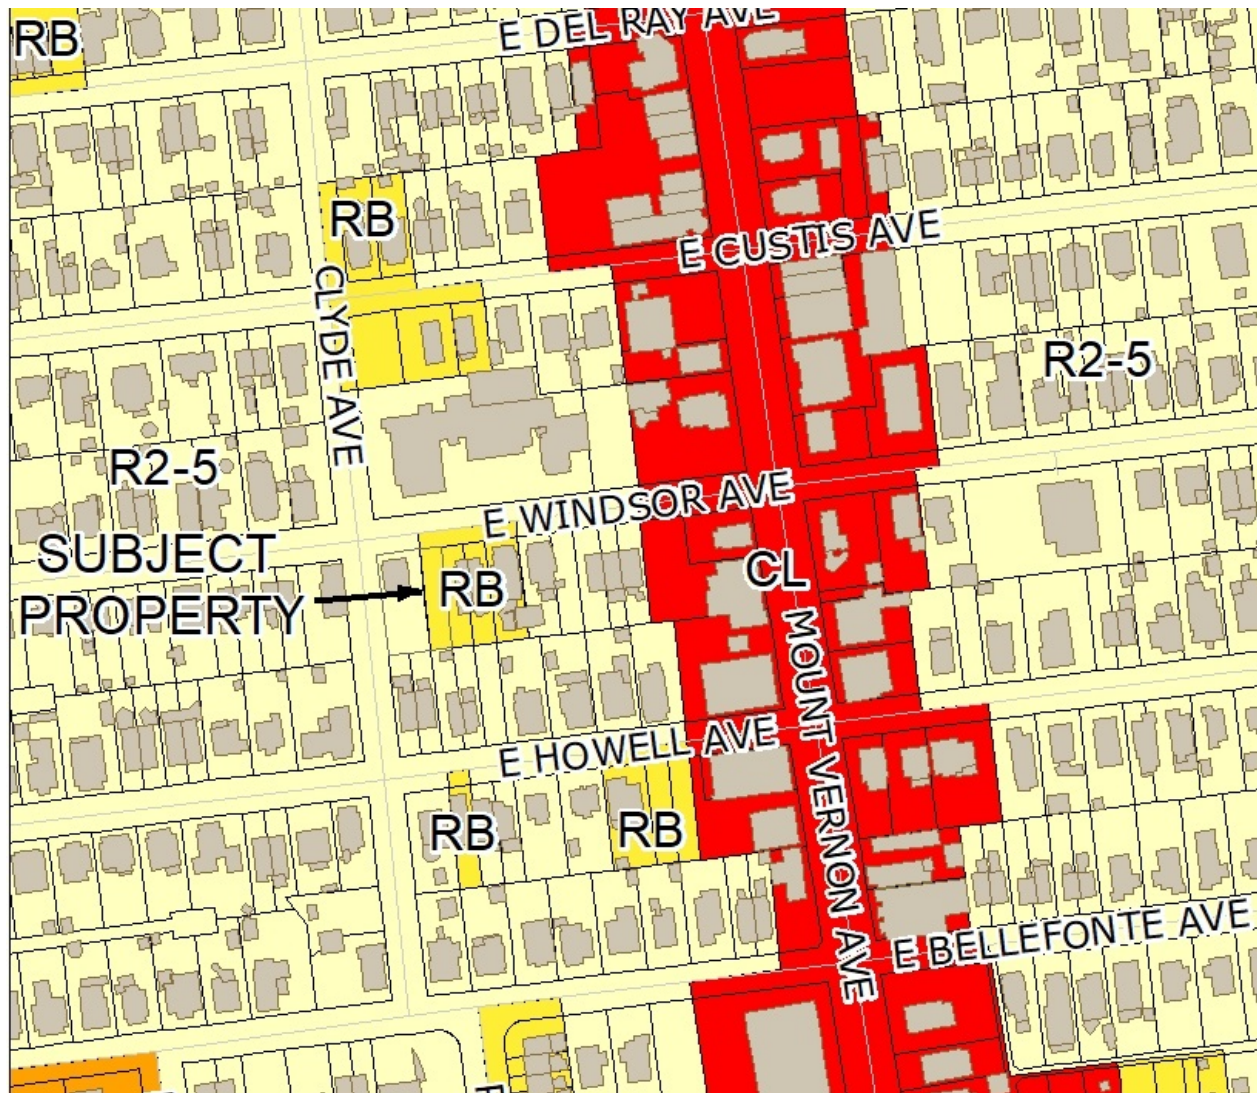 E DEL RAY AVE
RB
RB
E CUSTIS AVE
CLYDE AVE
R2-5
R2-5
E WINDSOR AVE
SUBJECT
PROPERTY
RB
CL
MOUNT VERNON AVE
E HOWELL AVE
RB
RB
E BELLEFONTE AVE